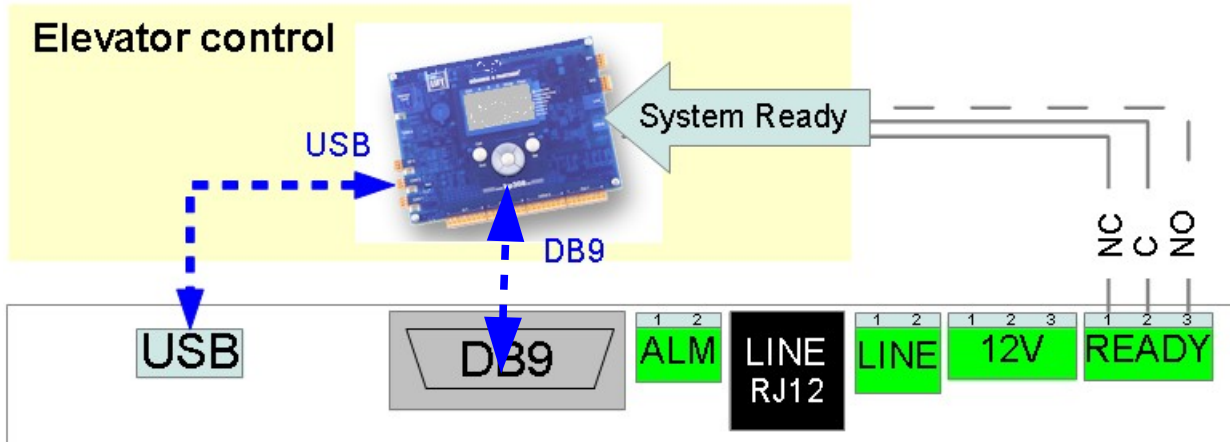 Elevator control
System Ready
USB
DB9
NC
C
NO
1 2
1 2
1 2 3
1 2 3
USB
DB9
ALM
LINE
RJ12
LINE
12V
READY